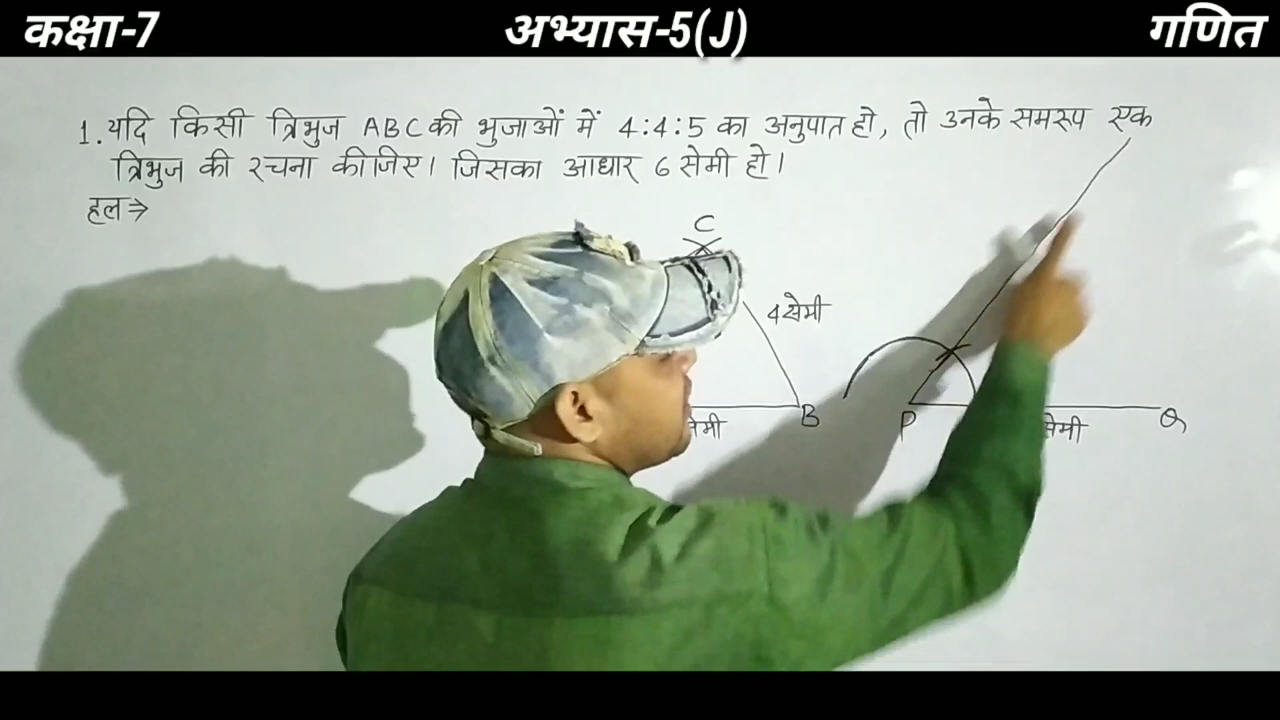 कक्षा-7 अभ्यास-5(J) गणित
1. यदि किसी त्रिभुज ABC की भुजाओं में 4:4:5 का अनुपात हो, तो उनके समरूप एक
त्रिभुज की रचना कीजिए। जिसका आधार 6 सेमी हो।
हल⇒
C
4 सेमी
B
P
Q
सेमी
सेमी